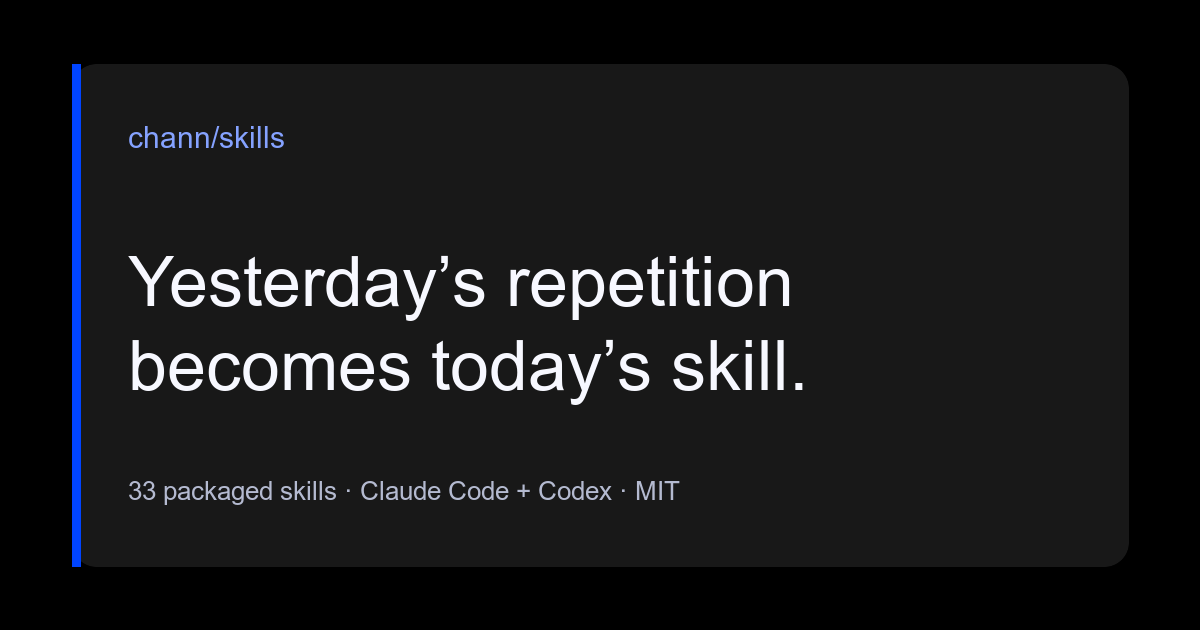 chann/skills
Yesterday’s repetition
becomes today’s skill.
33 packaged skills · Claude Code + Codex · MIT